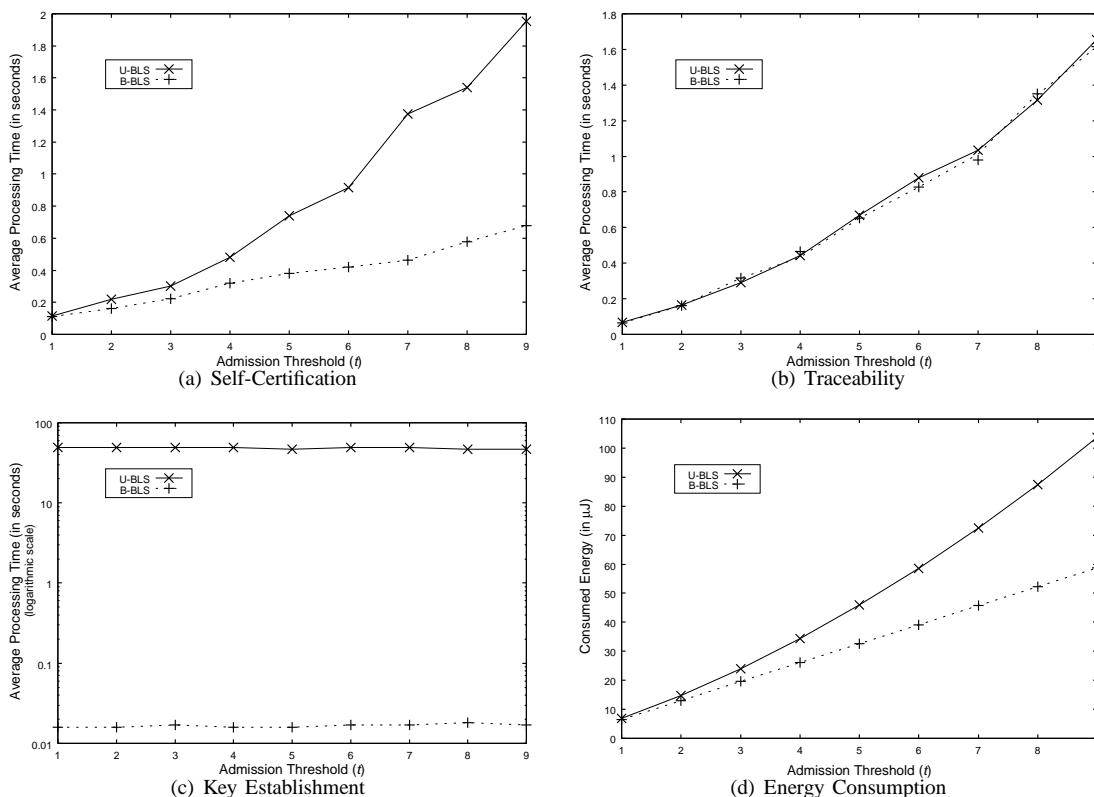 2
1.8
1.6
1.4
1.2
1
0.8
0.6
0.4
0.2
0
Average Processing Time (in seconds)
U-BLS
B-BLS
1 2 3 4 5 6 7 8 9
Admission Threshold (t)
(a) Self-Certification
1.8
1.6
1.4
1.2
1
0.8
0.6
0.4
0.2
0
Average Processing Time (in seconds)
U-BLS
B-BLS
1 2 3 4 5 6 7 8
Admission Threshold (t)
(b) Traceability
100
10
1
0.1
0.01
Average Processing Time (in seconds)
(logarithmic scale)
U-BLS
B-BLS
1 2 3 4 5 6 7 8 9
Admission Threshold (t)
(c) Key Establishment
110
100
90
80
70
60
50
40
30
20
10
0
Consumed Energy (in µJ)
U-BLS
B-BLS
1 2 3 4 5 6 7 8
Admission Threshold (t)
(d) Energy Consumption